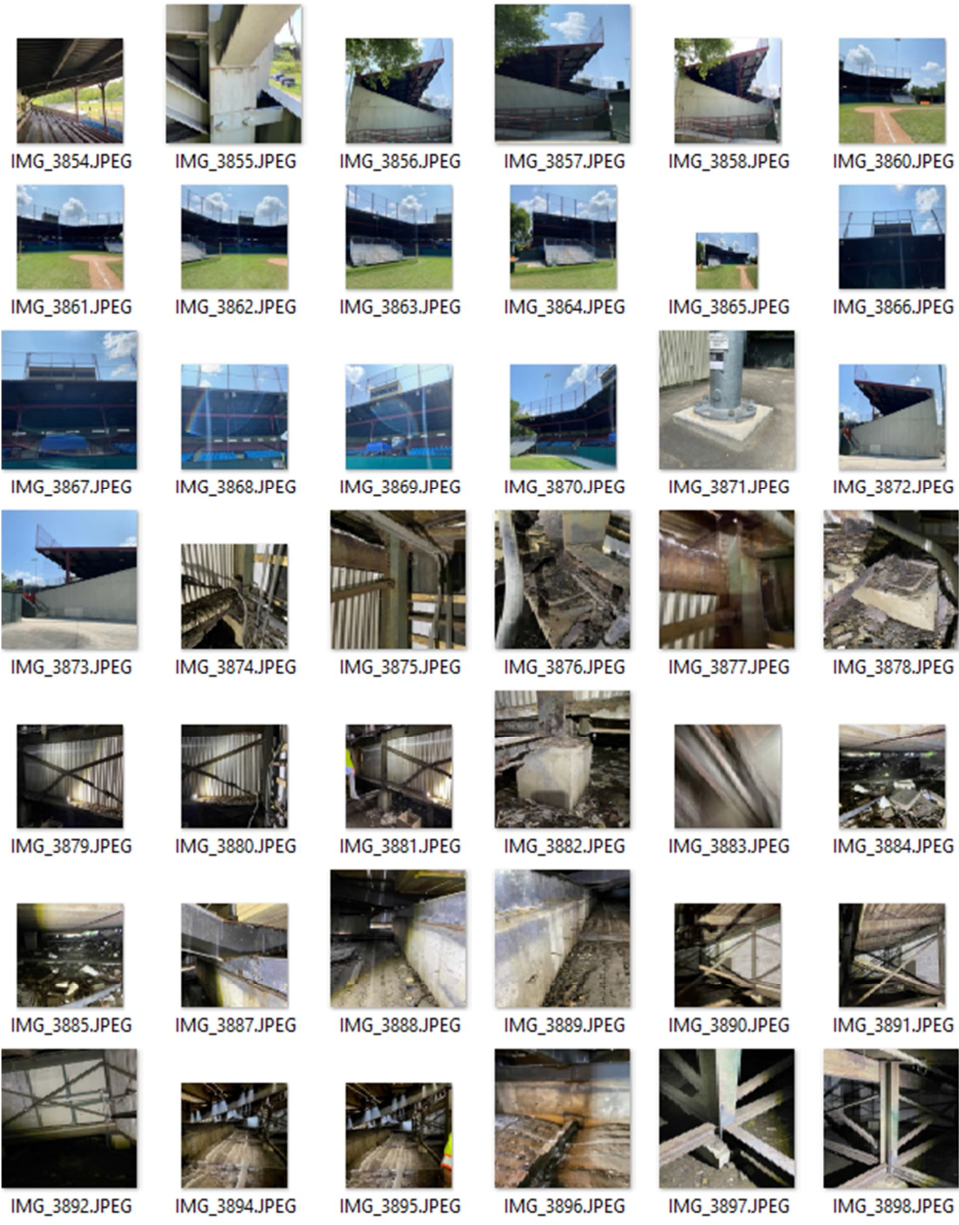 IMG_3854.JPEG IMG_3855.JPEG IMG_3856.JPEG IMG_3857.JPEG IMG_3858.JPEG IMG_3860.JPEG
IMG_3861.JPEG IMG_3862.JPEG IMG_3863.JPEG IMG_3864.JPEG IMG_3865.JPEG IMG_3866.JPEG
IMG_3867.JPEG IMG_3868.JPEG IMG_3869.JPEG IMG_3870.JPEG IMG_3871.JPEG IMG_3872.JPEG
IMG_3873.JPEG IMG_3874.JPEG IMG_3875.JPEG IMG_3876.JPEG IMG_3877.JPEG IMG_3878.JPEG
IMG_3879.JPEG IMG_3880.JPEG IMG_3881.JPEG IMG_3882.JPEG IMG_3883.JPEG IMG_3884.JPEG
IMG_3885.JPEG IMG_3887.JPEG IMG_3888.JPEG IMG_3889.JPEG IMG_3890.JPEG IMG_3891.JPEG
IMG_3892.JPEG IMG_3894.JPEG IMG_3895.JPEG IMG_3896.JPEG IMG_3897.JPEG IMG_3898.JPEG